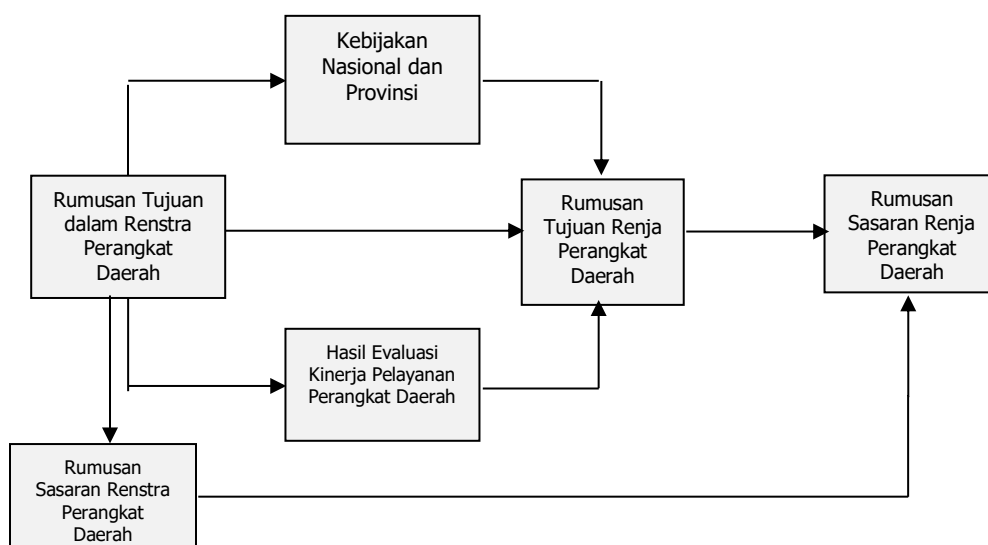 Kebijakan
Nasional dan
Provinsi
Rumusan Tujuan
dalam Renstra
Perangkat
Daerah
Rumusan
Tujuan Renja
Perangkat
Daerah
Rumusan
Sasaran Renja
Perangkat
Daerah
Hasil Evaluasi
Kinerja Pelayanan
Perangkat Daerah
Rumusan
Sasaran Renstra
Perangkat
Daerah